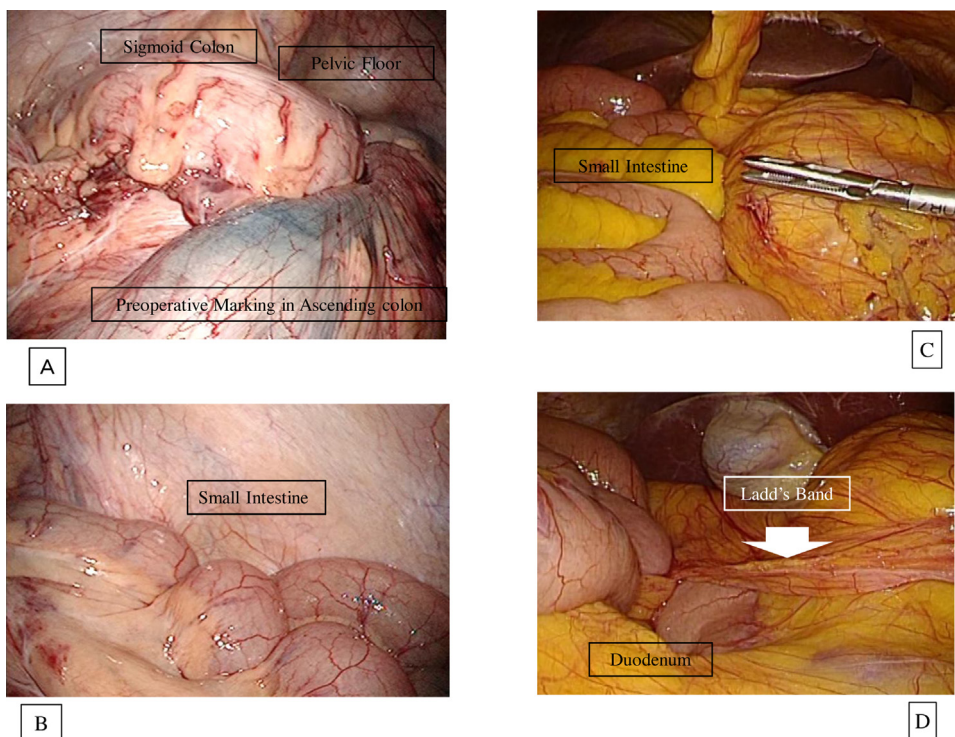 Sigmoid Colon
Pelvic Floor
Preoperative Marking in Ascending colon
A
Small Intestine
C
Small Intestine
B
Ladd's Band
Duodenum
D